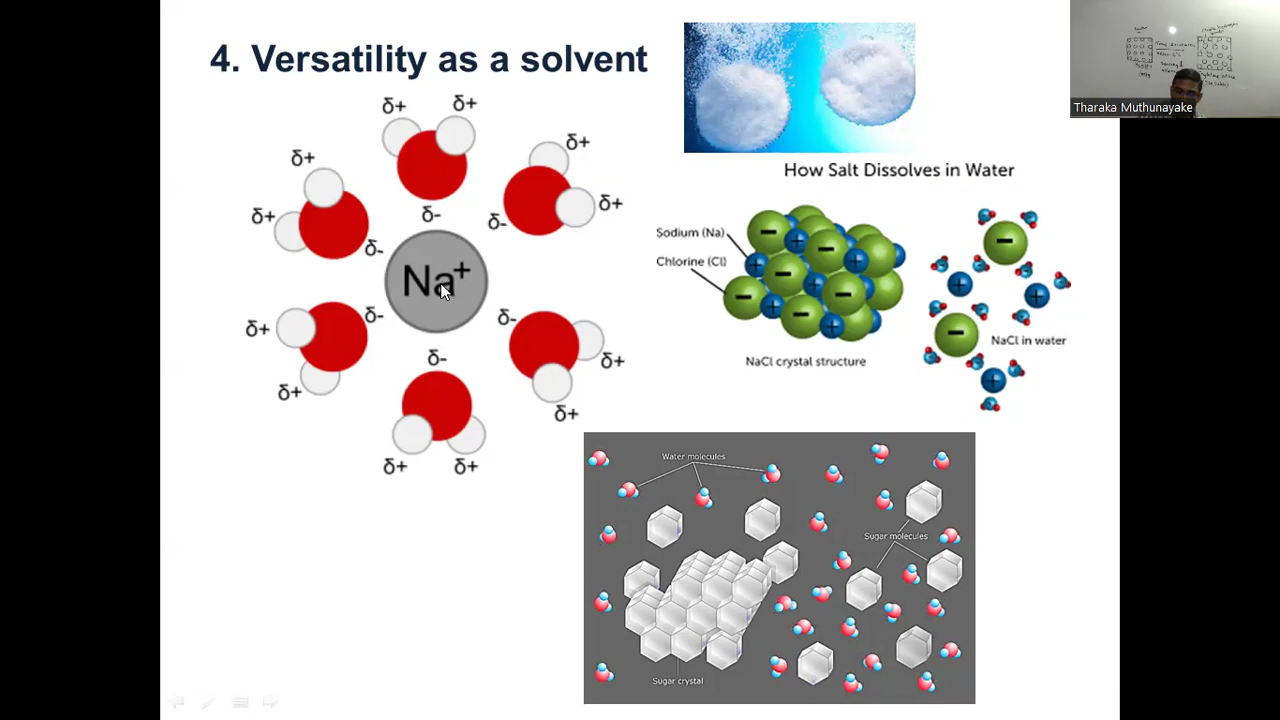 4. Versatility as a solvent
δ+
δ+
δ+
δ+
δ+
δ+
δ-
δ-
δ-
Na+
δ-
δ-
δ+
δ-
δ+
δ+
δ+
δ+
δ+
How Salt Dissolves in Water
Sodium (Na)
Chlorine (Cl)
NaCl crystal structure
NaCl in water
Water molecules
Sugar molecules
Sugar crystal
Tharaka Muthunayake